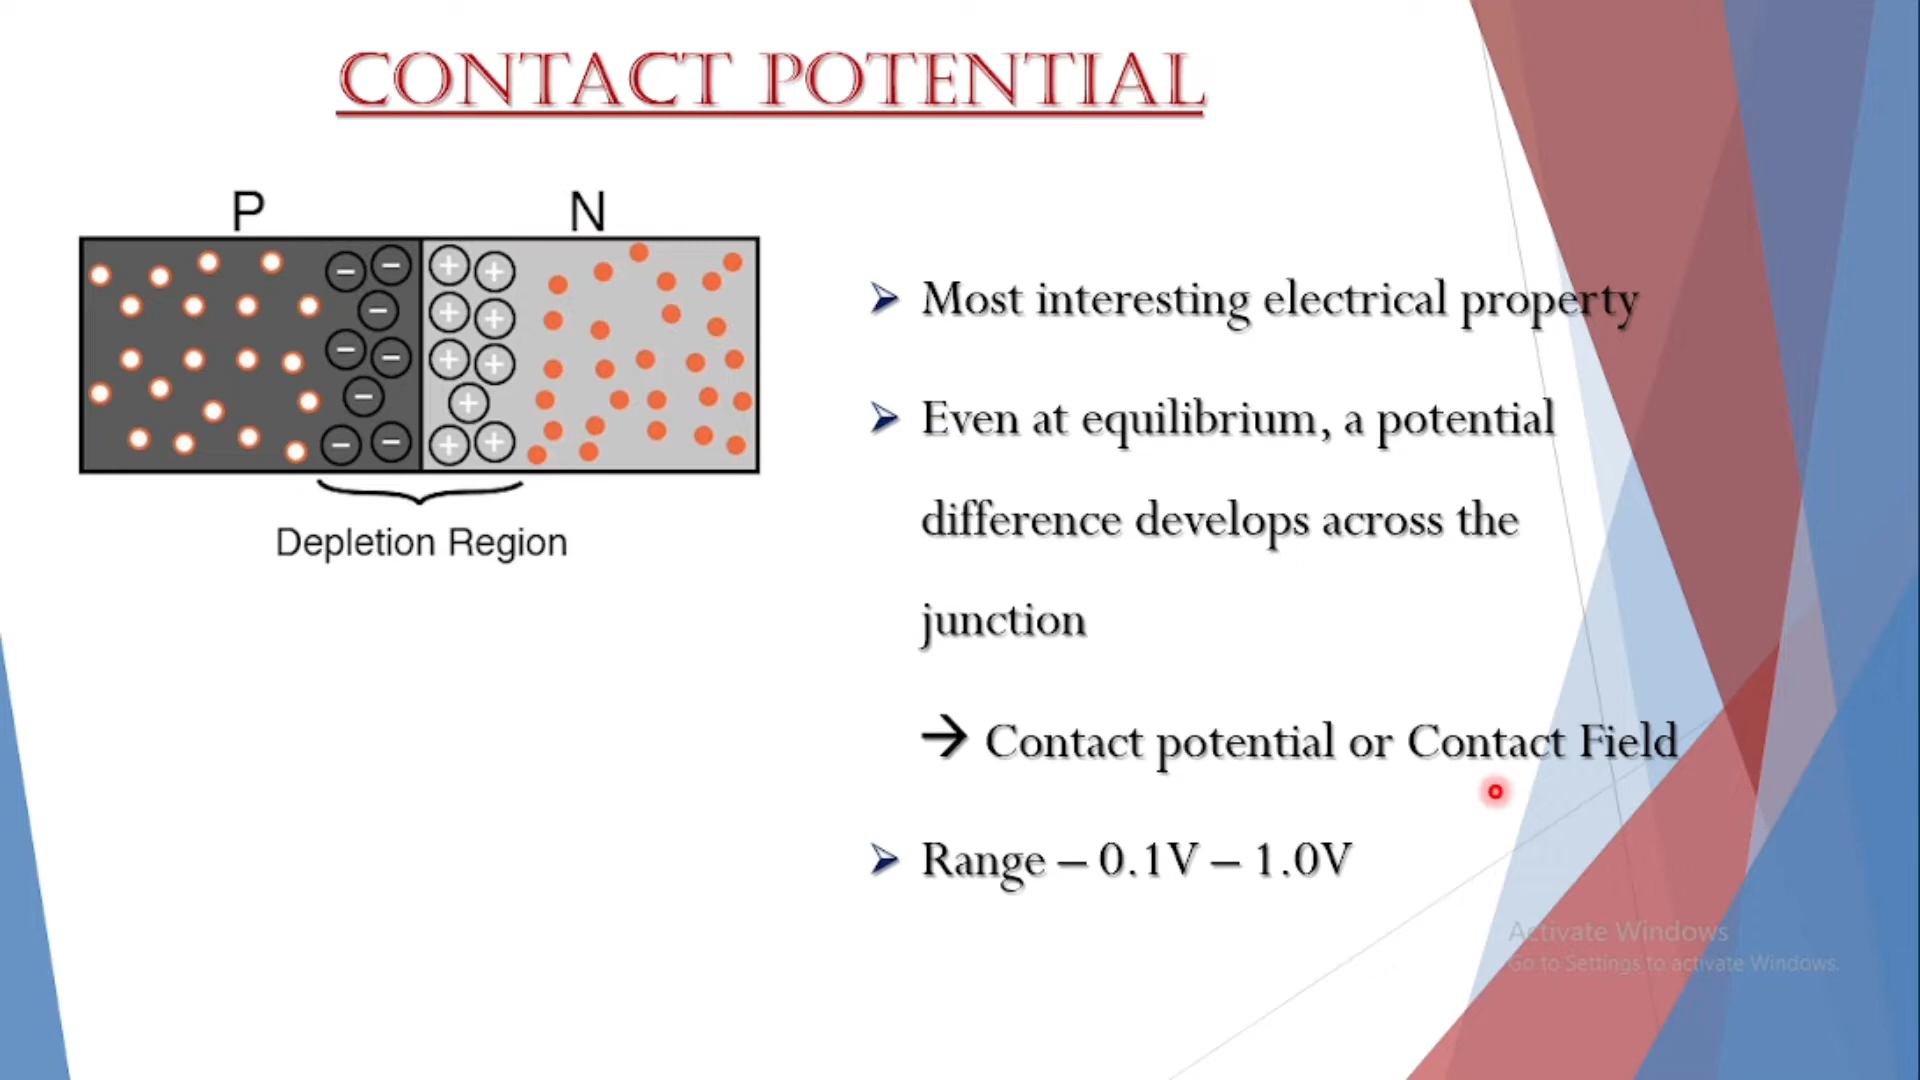 CONTACT POTENTIAL
P N
Depletion Region
➢ Most interesting electrical property
➢ Even at equilibrium, a potential
difference develops across the
junction
→ Contact potential or Contact Field
➢ Range – 0.1V – 1.0V
Activate Windows
Go to Settings to activate Windows.